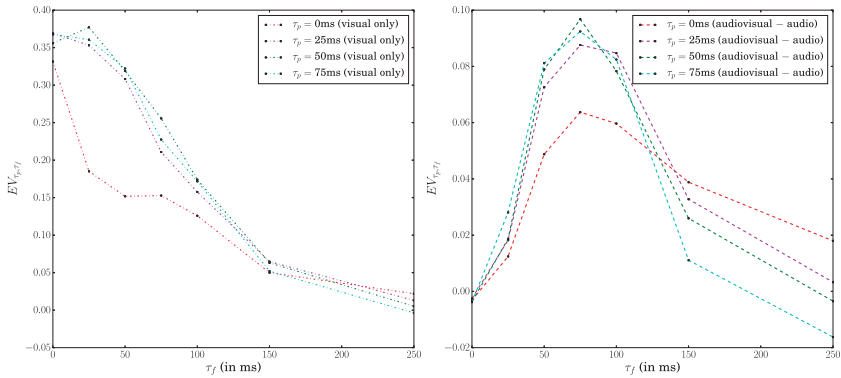 0.40
0.35
0.30
0.25
0.20
0.15
0.10
0.05
0.00
−0.05
0 50 100 150 200 250
EV τp,τf
τf (in ms)
τp = 0ms (visual only)
τp = 25ms (visual only)
τp = 50ms (visual only)
τp = 75ms (visual only)
0.10
0.08
0.06
0.04
0.02
0.00
−0.02
0 50 100 150 200 250
EV τp,τf
τf (in ms)
τp = 0ms (audiovisual − audio)
τp = 25ms (audiovisual − audio)
τp = 50ms (audiovisual − audio)
τp = 75ms (audiovisual − audio)